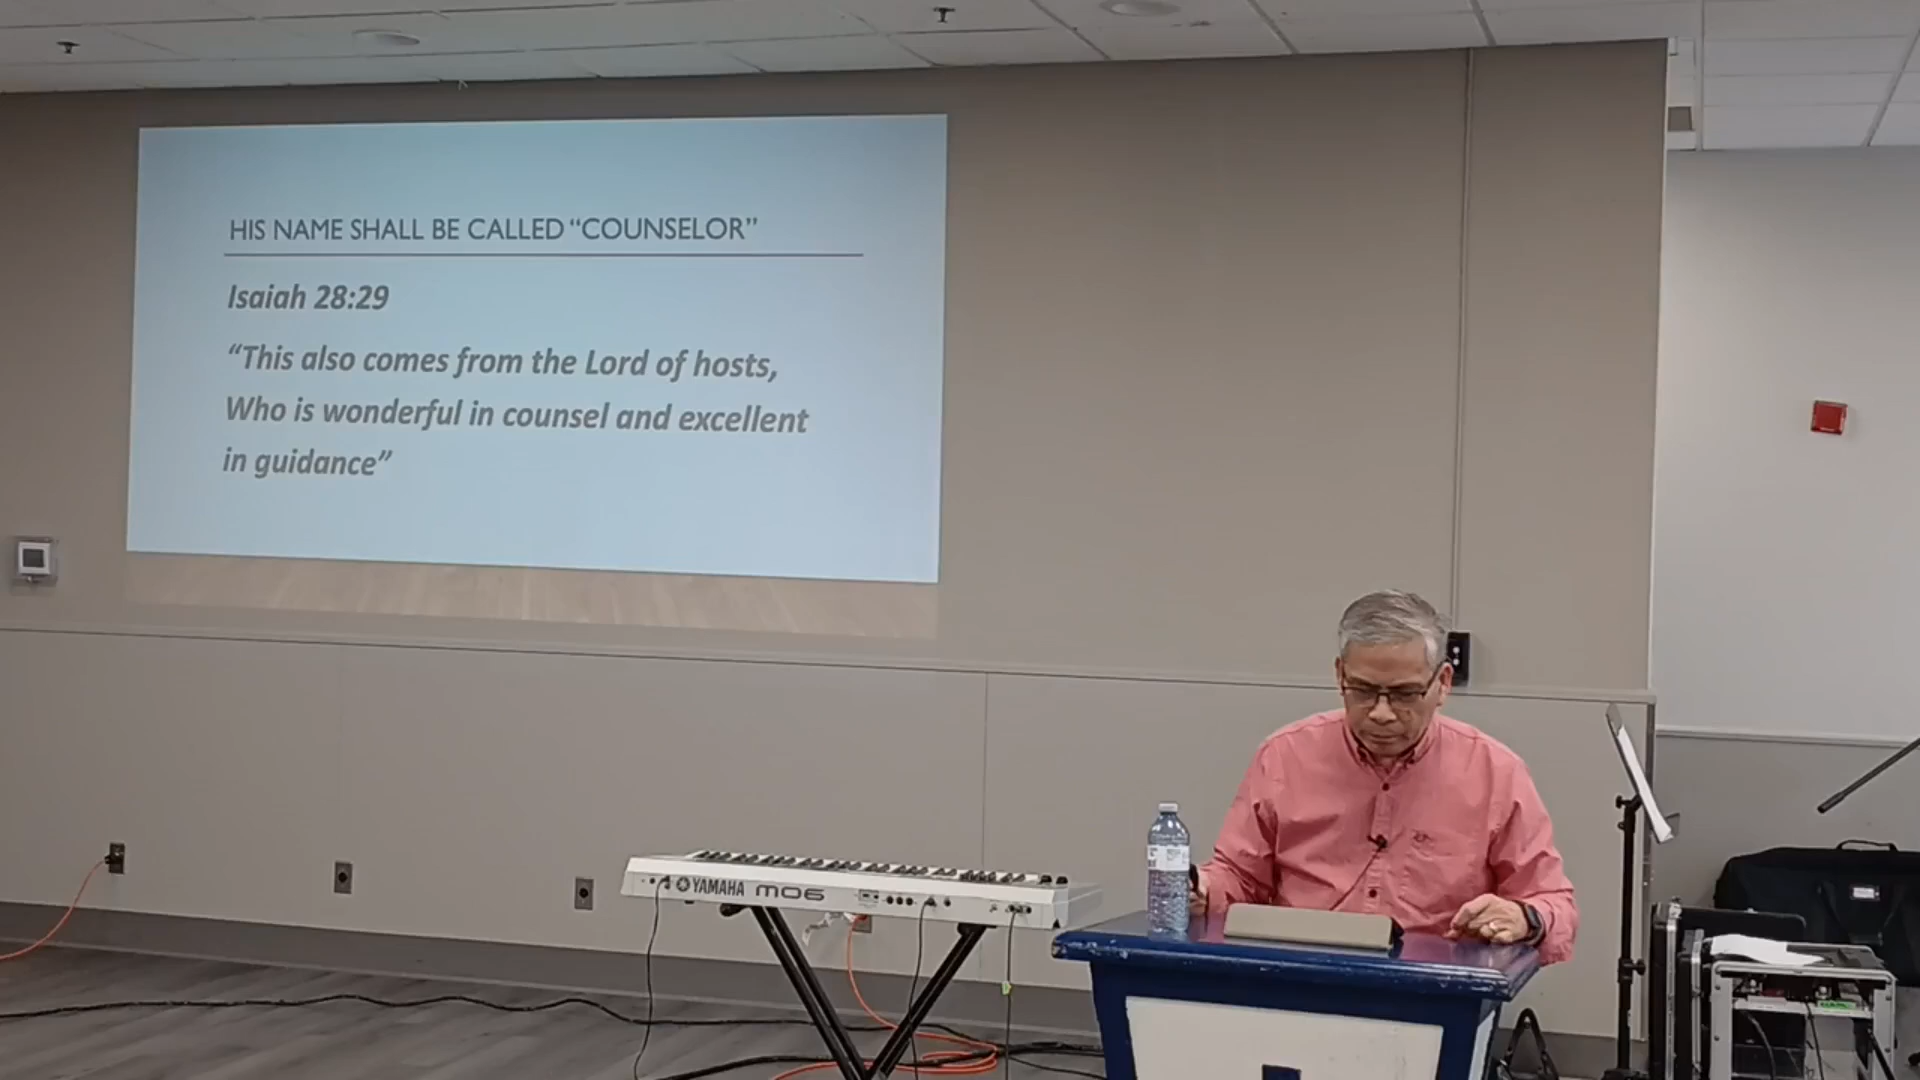 HIS NAME SHALL BE CALLED “COUNSELOR”
Isaiah 28:29
“This also comes from the Lord of hosts,
Who is wonderful in counsel and excellent
in guidance”
YAMAHA MO6